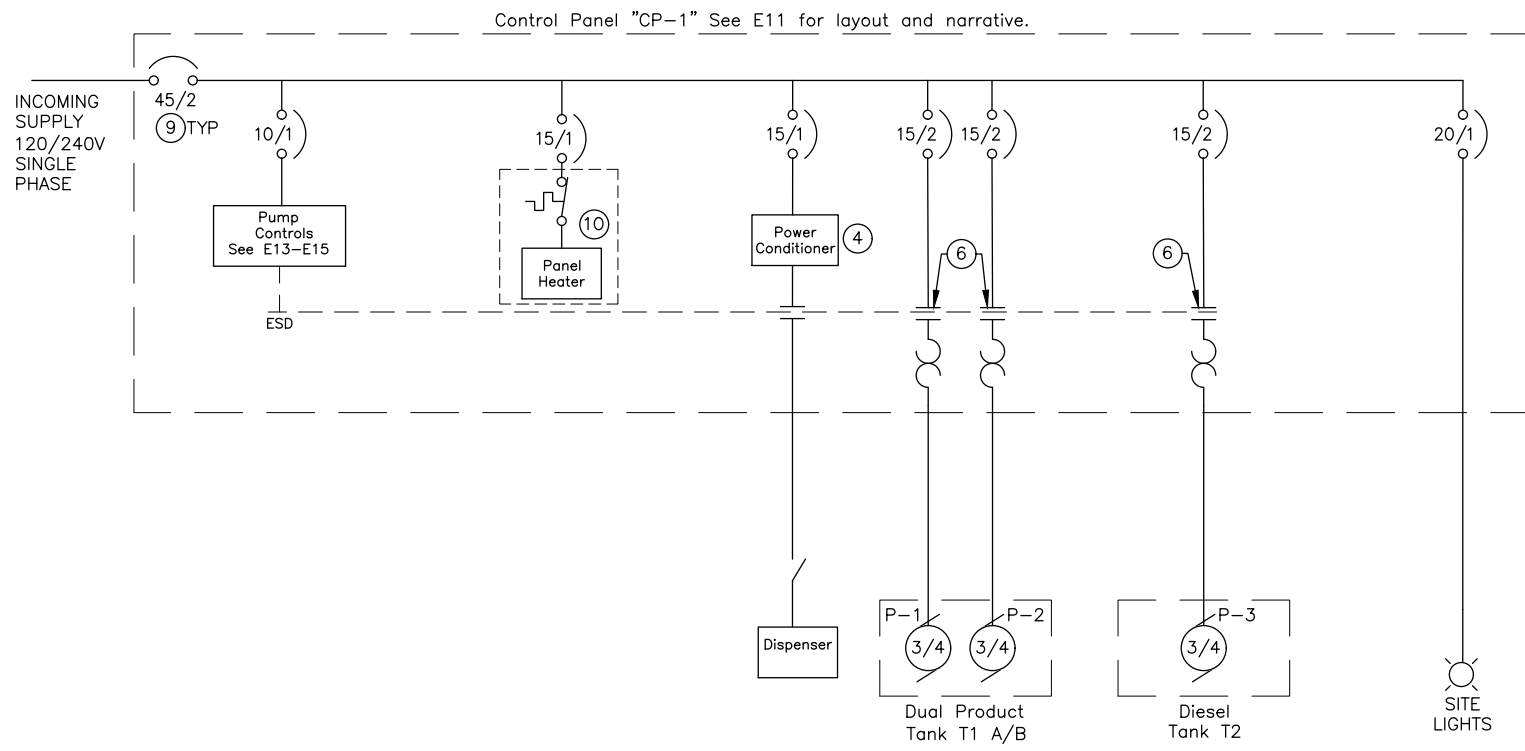 Control Panel "CP-1" See E11 for layout and narrative.
INCOMING
SUPPLY
120/240V
SINGLE
PHASE
45/2
9 TYP
10/1
15/1
15/1
15/2
15/2
15/2
20/1
Pump
Controls
See E13-E15
10
Panel
Heater
Power
Conditioner
4
6
6
ESD
Dispenser
P-1
P-2
3/4
3/4
Dual Product
Tank T1 A/B
P-3
3/4
Diesel
Tank T2
SITE
LIGHTS